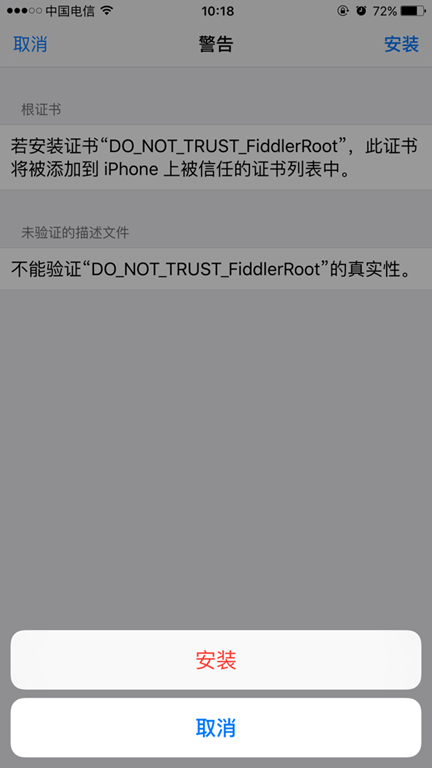 中国电信 10:18 72%
取消 警告 安装
根证书
若安装证书“DO_NOT_TRUST_FiddlerRoot”，此证书
将被添加到 iPhone 上被信任的证书列表中。
未验证的描述文件
不能验证“DO_NOT_TRUST_FiddlerRoot”的真实性。
安装
取消